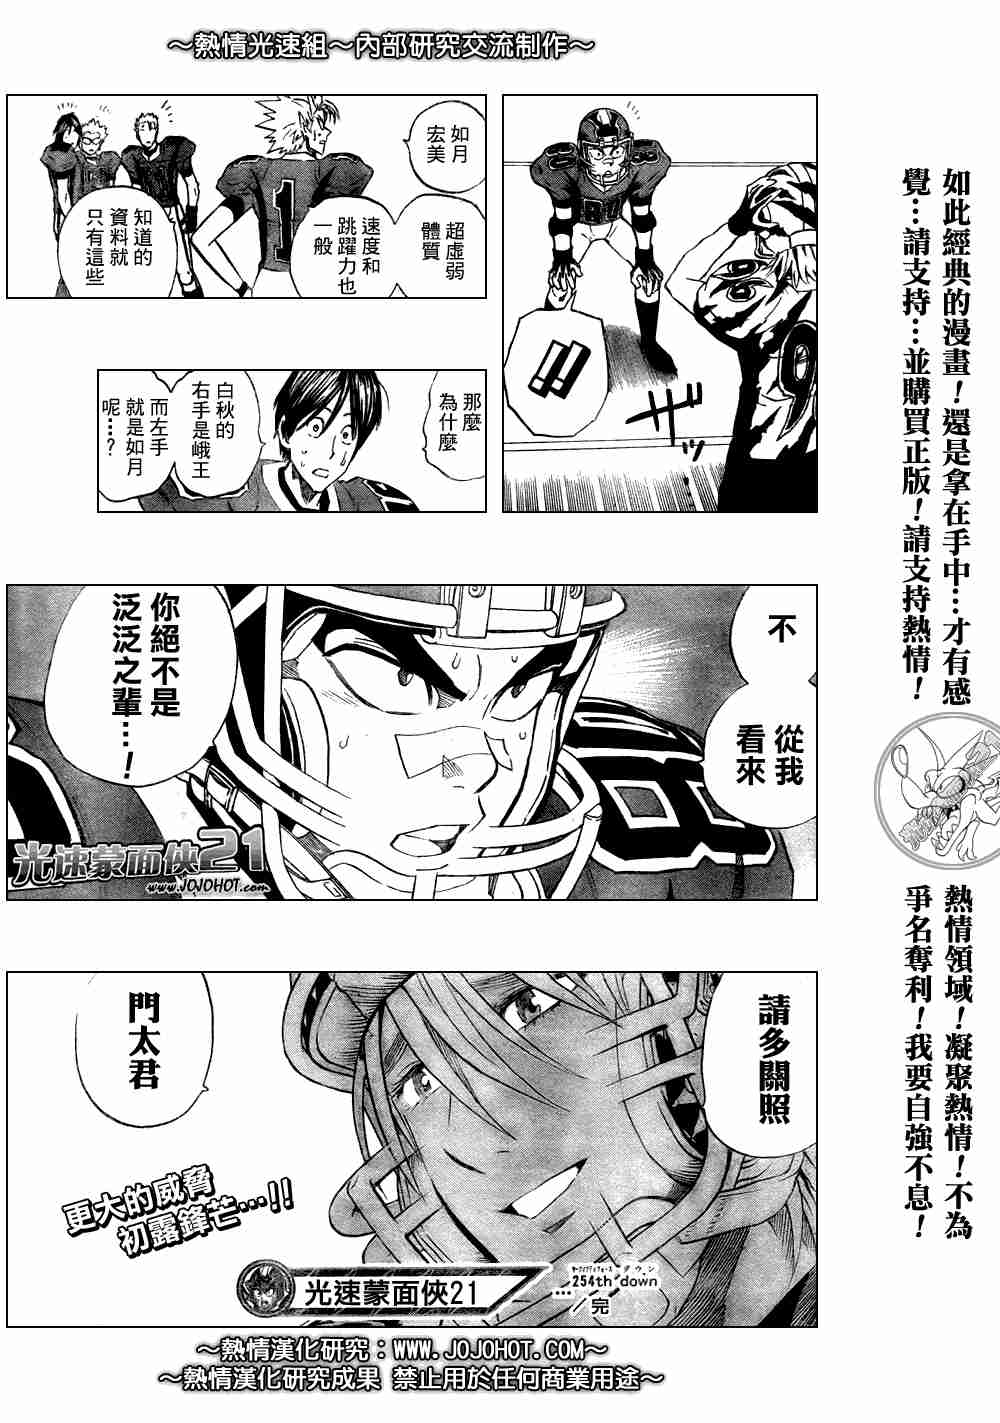 ～熱情光速組～內部研究交流制作～
!!
如月
宏美
超虛弱
體質
速度和
跳躍力也
一般
知道的
資料就
只有這些
1
那麼
為什麼
白秋的
右手是峨王
而左手
就是如月
呢…?
不
從我
看來
你絕不是
泛泛之輩…!
光速蒙面俠21
www.JOJOHOT.com
請多關照
門太君
更大的威脅
初露鋒芒…!!
光速蒙面俠21
254th down
ダウン
…/完
如此經典的漫畫！還是拿在手中…才有感
覺…請支持…並購買正版！請支持熱情！
熱情領域！凝聚熱情！不為
爭名奪利！我要自強不息！
～熱情漢化研究：www.JOJOHOT.COM～
～熱情漢化研究成果 禁止用於任何商業用途～